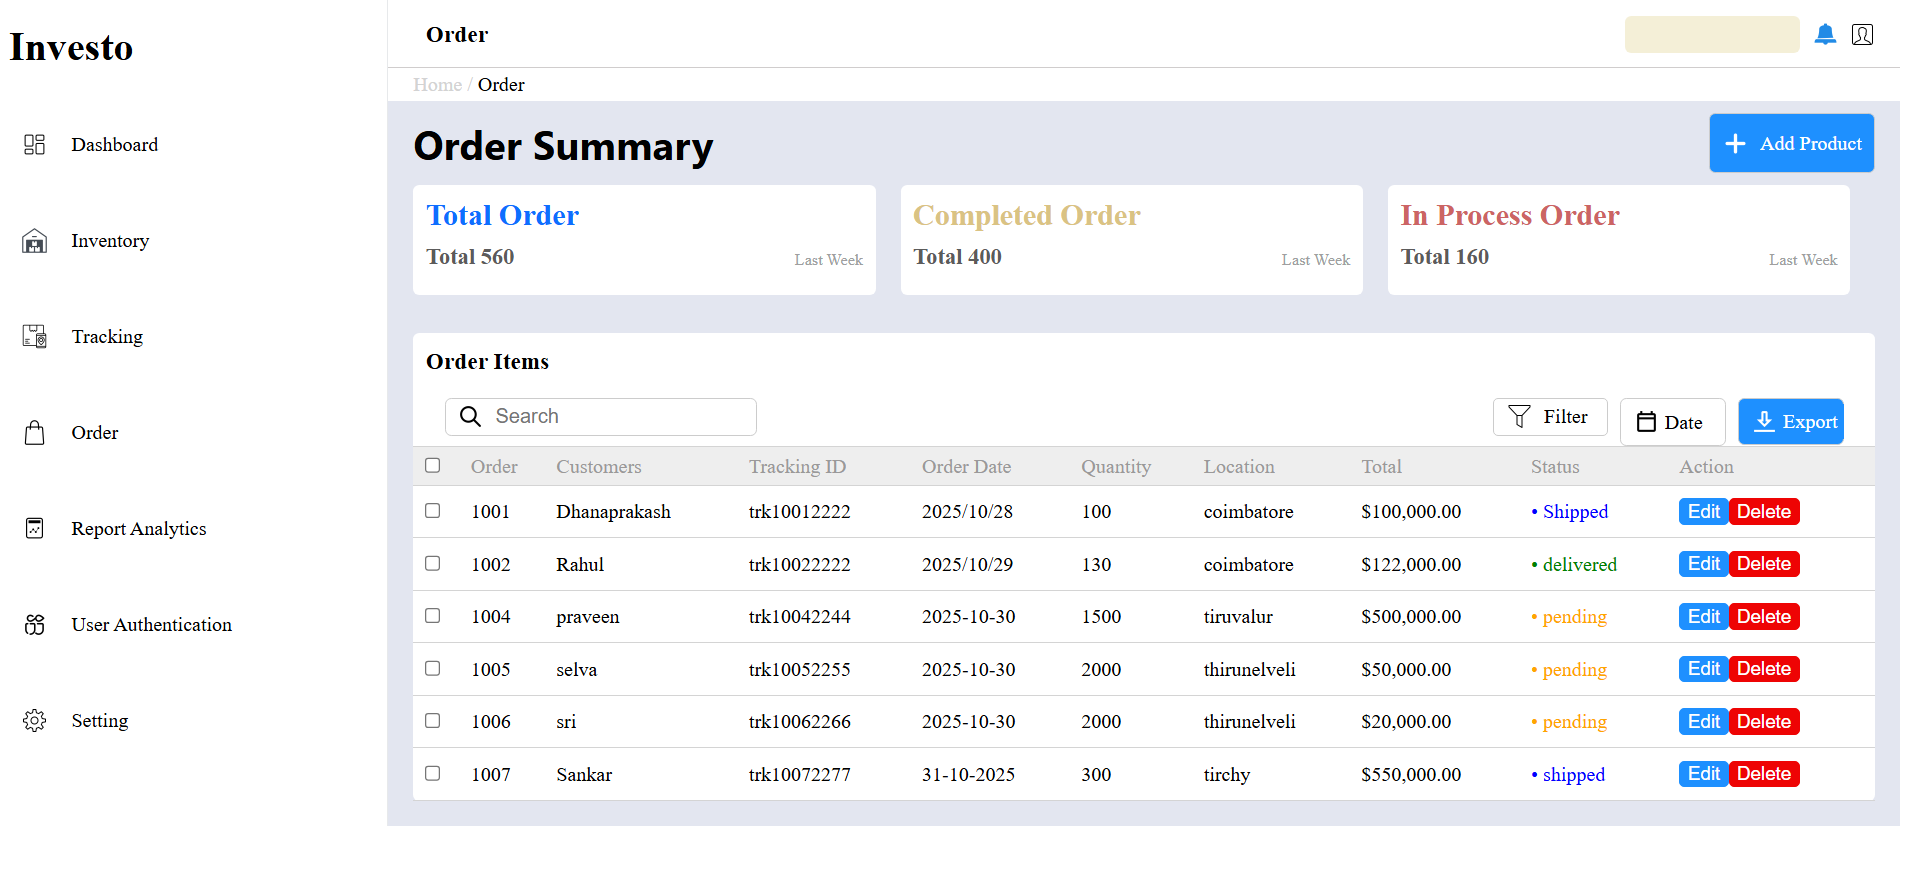 Investo
Dashboard
Inventory
Tracking
Order
Report Analytics
User Authentication
Setting
Order
Home / Order
Order Summary
Add Product
Total Order
Total 560
Last Week
Completed Order
Total 400
Last Week
In Process Order
Total 160
Last Week
Order Items
Search
Filter
Date
Export
Order Customers Tracking ID Order Date Quantity Location Total Status Action
1001 Dhanaprakash trk10012222 2025/10/28 100 coimbatore $100,000.00 • Shipped Edit Delete
1002 Rahul trk10022222 2025/10/29 130 coimbatore $122,000.00 • delivered Edit Delete
1004 praveen trk10042244 2025-10-30 1500 tiruvalur $500,000.00 • pending Edit Delete
1005 selva trk10052255 2025-10-30 2000 thirunelveli $50,000.00 • pending Edit Delete
1006 sri trk10062266 2025-10-30 2000 thirunelveli $20,000.00 • pending Edit Delete
1007 Sankar trk10072277 31-10-2025 300 tirchy $550,000.00 • shipped Edit Delete